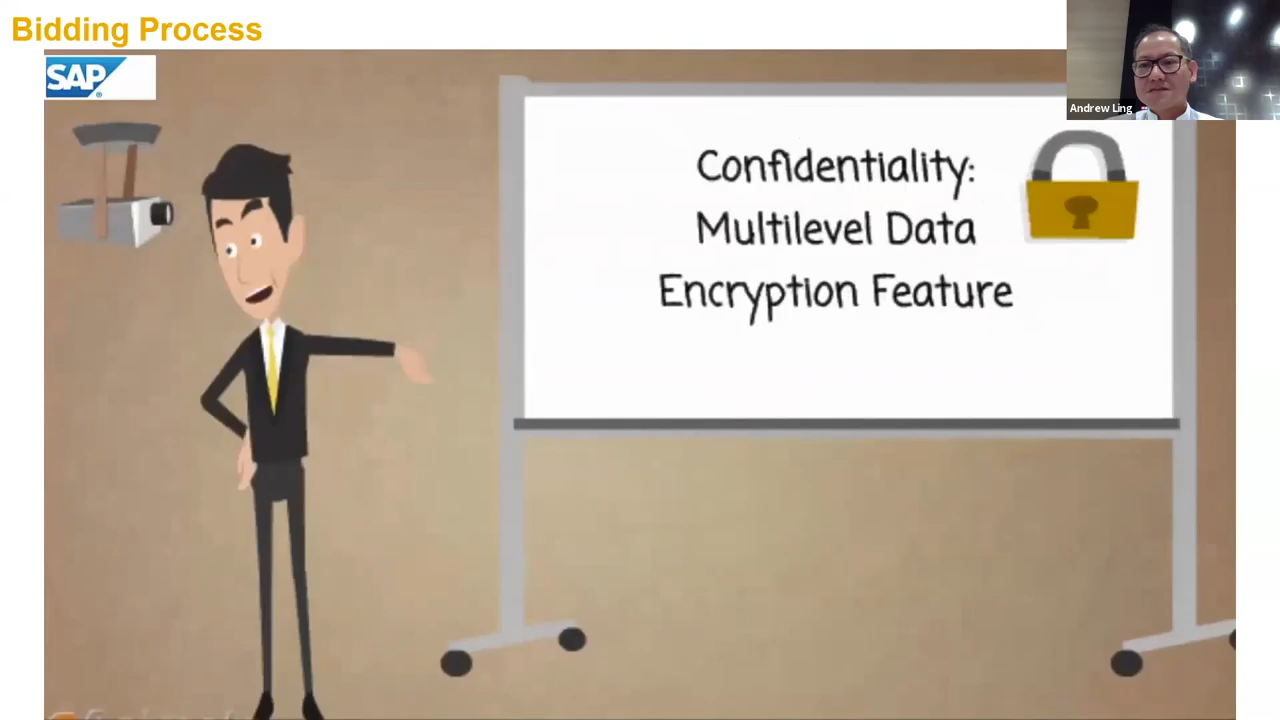 Bidding Process
SAP
Andrew Ling
Confidentiality:
Multilevel Data
Encryption Feature